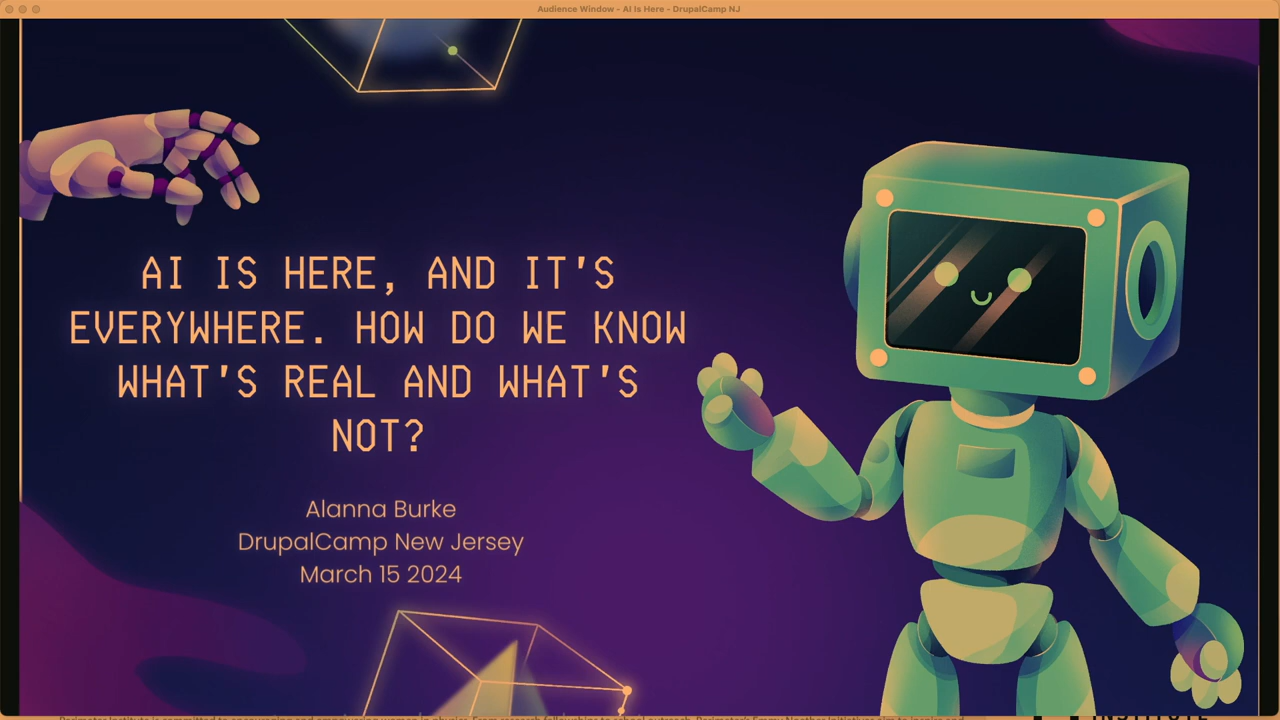 Audience Window - AI Is Here - DrupalCamp NJ
AI IS HERE, AND IT'S
EVERYWHERE. HOW DO WE KNOW
WHAT'S REAL AND WHAT'S
NOT?
Alanna Burke
DrupalCamp New Jersey
March 15 2024